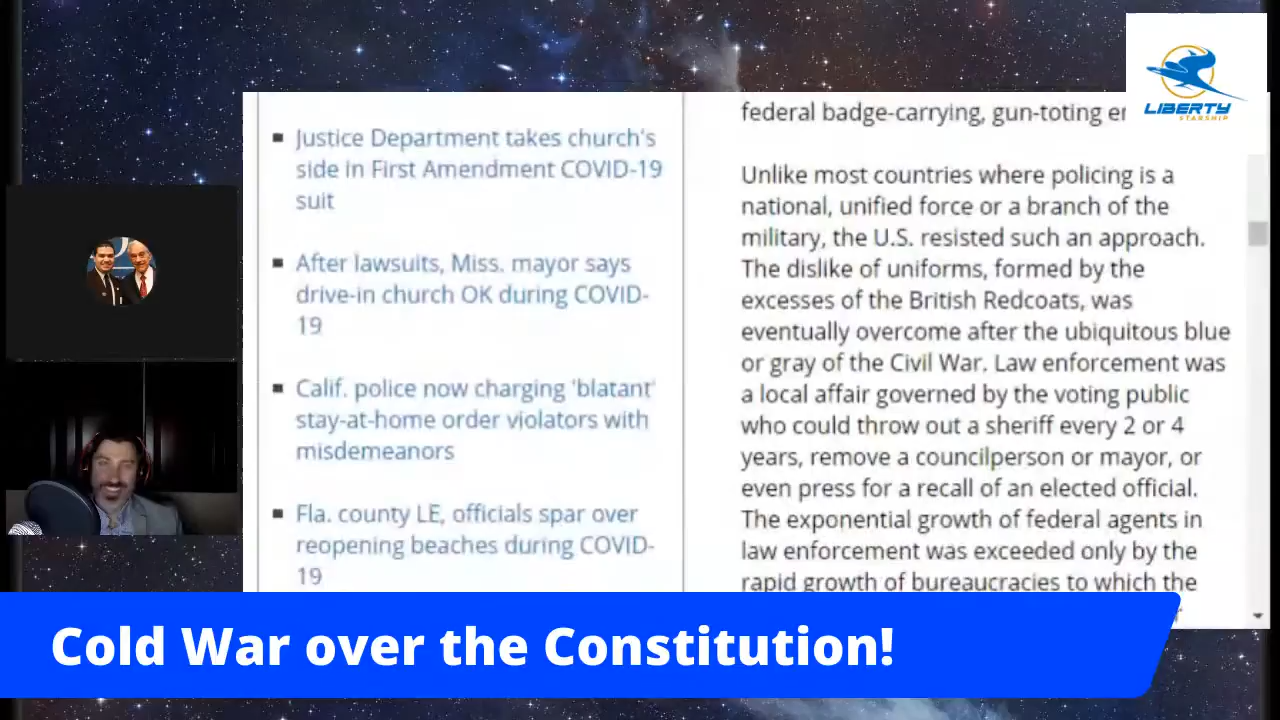 LIBERTY
STARSHIP
Justice Department takes church's
side in First Amendment COVID-19
suit
After lawsuits, Miss. mayor says
drive-in church OK during COVID-
19
Calif. police now charging 'blatant'
stay-at-home order violators with
misdemeanors
Fla. county LE, officials spar over
reopening beaches during COVID-
19
federal badge-carrying, gun-toting
Unlike most countries where policing is a
national, unified force or a branch of the
military, the U.S. resisted such an approach.
The dislike of uniforms, formed by the
excesses of the British Redcoats, was
eventually overcome after the ubiquitous blue
or gray of the Civil War. Law enforcement was
a local affair governed by the voting public
who could throw out a sheriff every 2 or 4
years, remove a councilperson or mayor, or
even press for a recall of an elected official.
The exponential growth of federal agents in
law enforcement was exceeded only by the
rapid growth of bureaucracies to which the
Cold War over the Constitution!